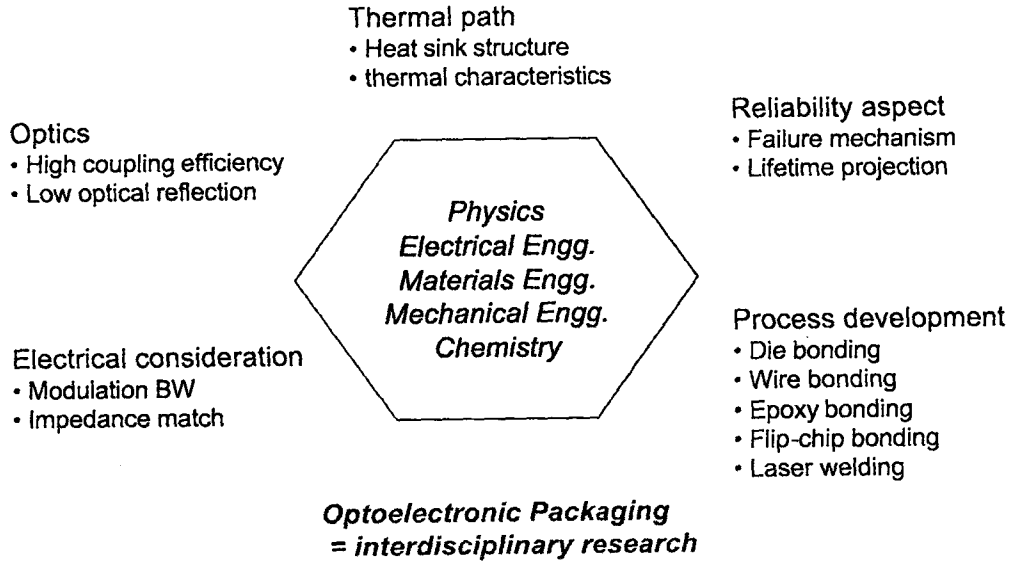 Thermal path
• Heat sink structure
• thermal characteristics
Optics
• High coupling efficiency
• Low optical reflection
Reliability aspect
• Failure mechanism
• Lifetime projection
Physics
Electrical Engg.
Materials Engg.
Mechanical Engg.
Chemistry
Electrical consideration
• Modulation BW
• Impedance match
Process development
• Die bonding
• Wire bonding
• Epoxy bonding
• Flip-chip bonding
• Laser welding
Optoelectronic Packaging
= interdisciplinary research